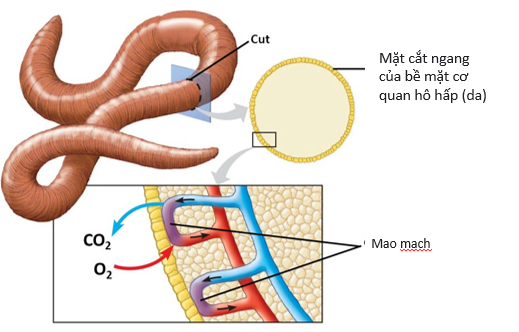 Cut
Mặt cắt ngang
của bề mặt cơ
quan hô hấp (da)
CO₂
O₂
Mao mạch